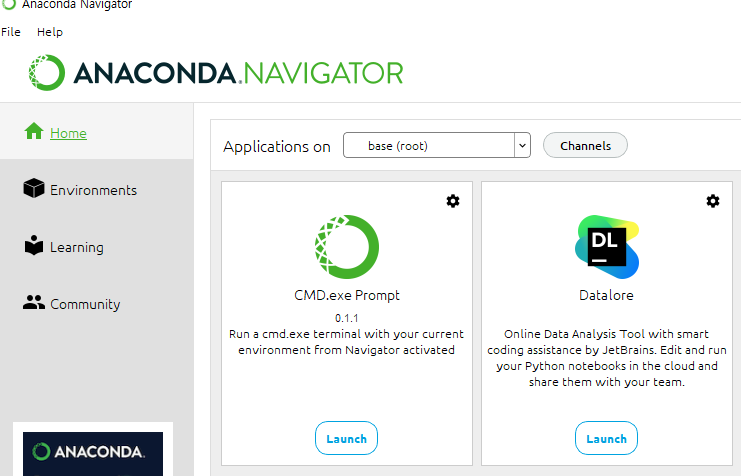 Anaconda Navigator
File Help
ANACONDA.NAVIGATOR
Home
Applications on base (root) Channels
Environments
Learning
Community
CMD.exe Prompt
0.1.1
Run a cmd.exe terminal with your current
environment from Navigator activated
Launch
DL
Datalore
Online Data Analysis Tool with smart
coding assistance by JetBrains. Edit and run
your Python notebooks in the cloud and
share them with your team.
Launch
ANACONDA.